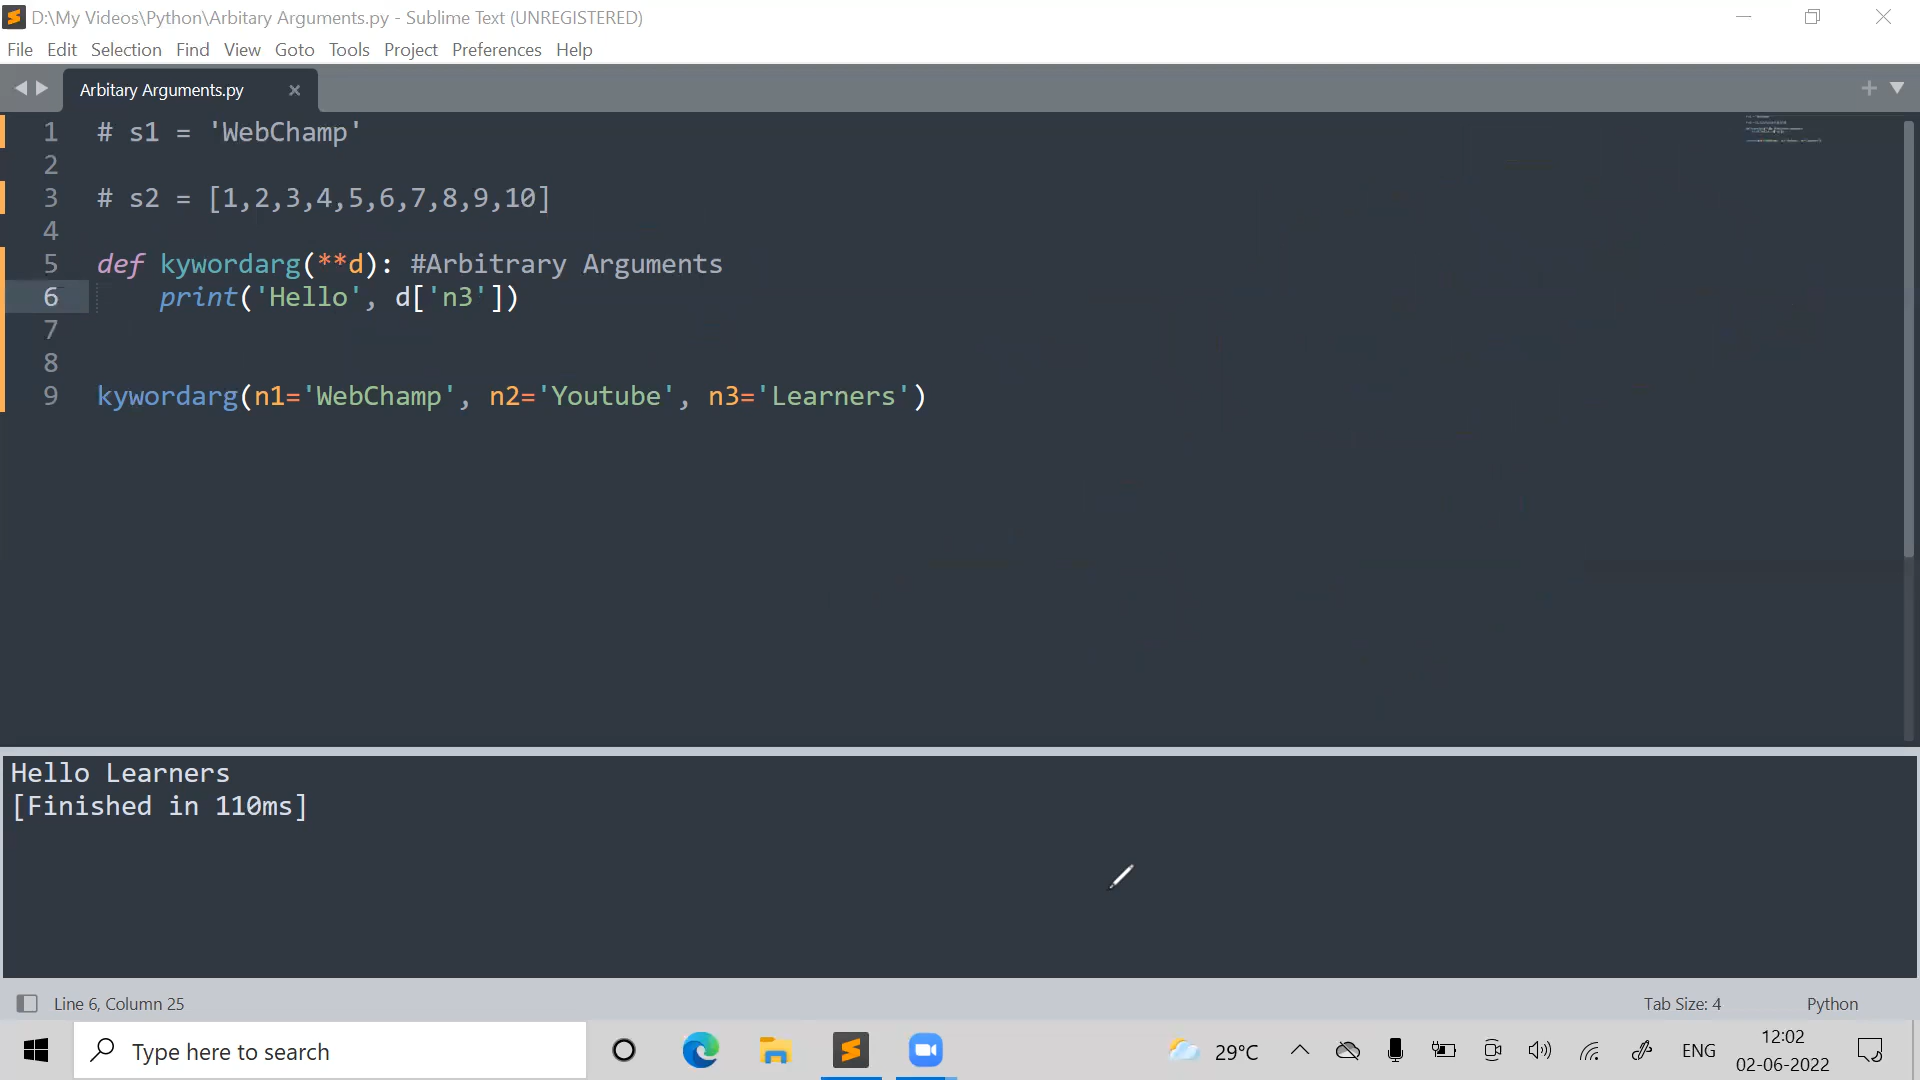 D:\My Videos\Python\Arbitary Arguments.py - Sublime Text (UNREGISTERED)
File Edit Selection Find View Goto Tools Project Preferences Help
Arbitary Arguments.py
1 # s1 = 'WebChamp'
2
3 # s2 = [1,2,3,4,5,6,7,8,9,10]
4
5 def kywordarg(**d): #Arbitrary Arguments
6     print('Hello', d['n3'])
7
8
9 kywordarg(n1='WebChamp', n2='Youtube', n3='Learners')
Hello Learners
[Finished in 110ms]
Line 6, Column 25 Tab Size: 4 Python
Type here to search 29°C ENG 12:02
02-06-2022